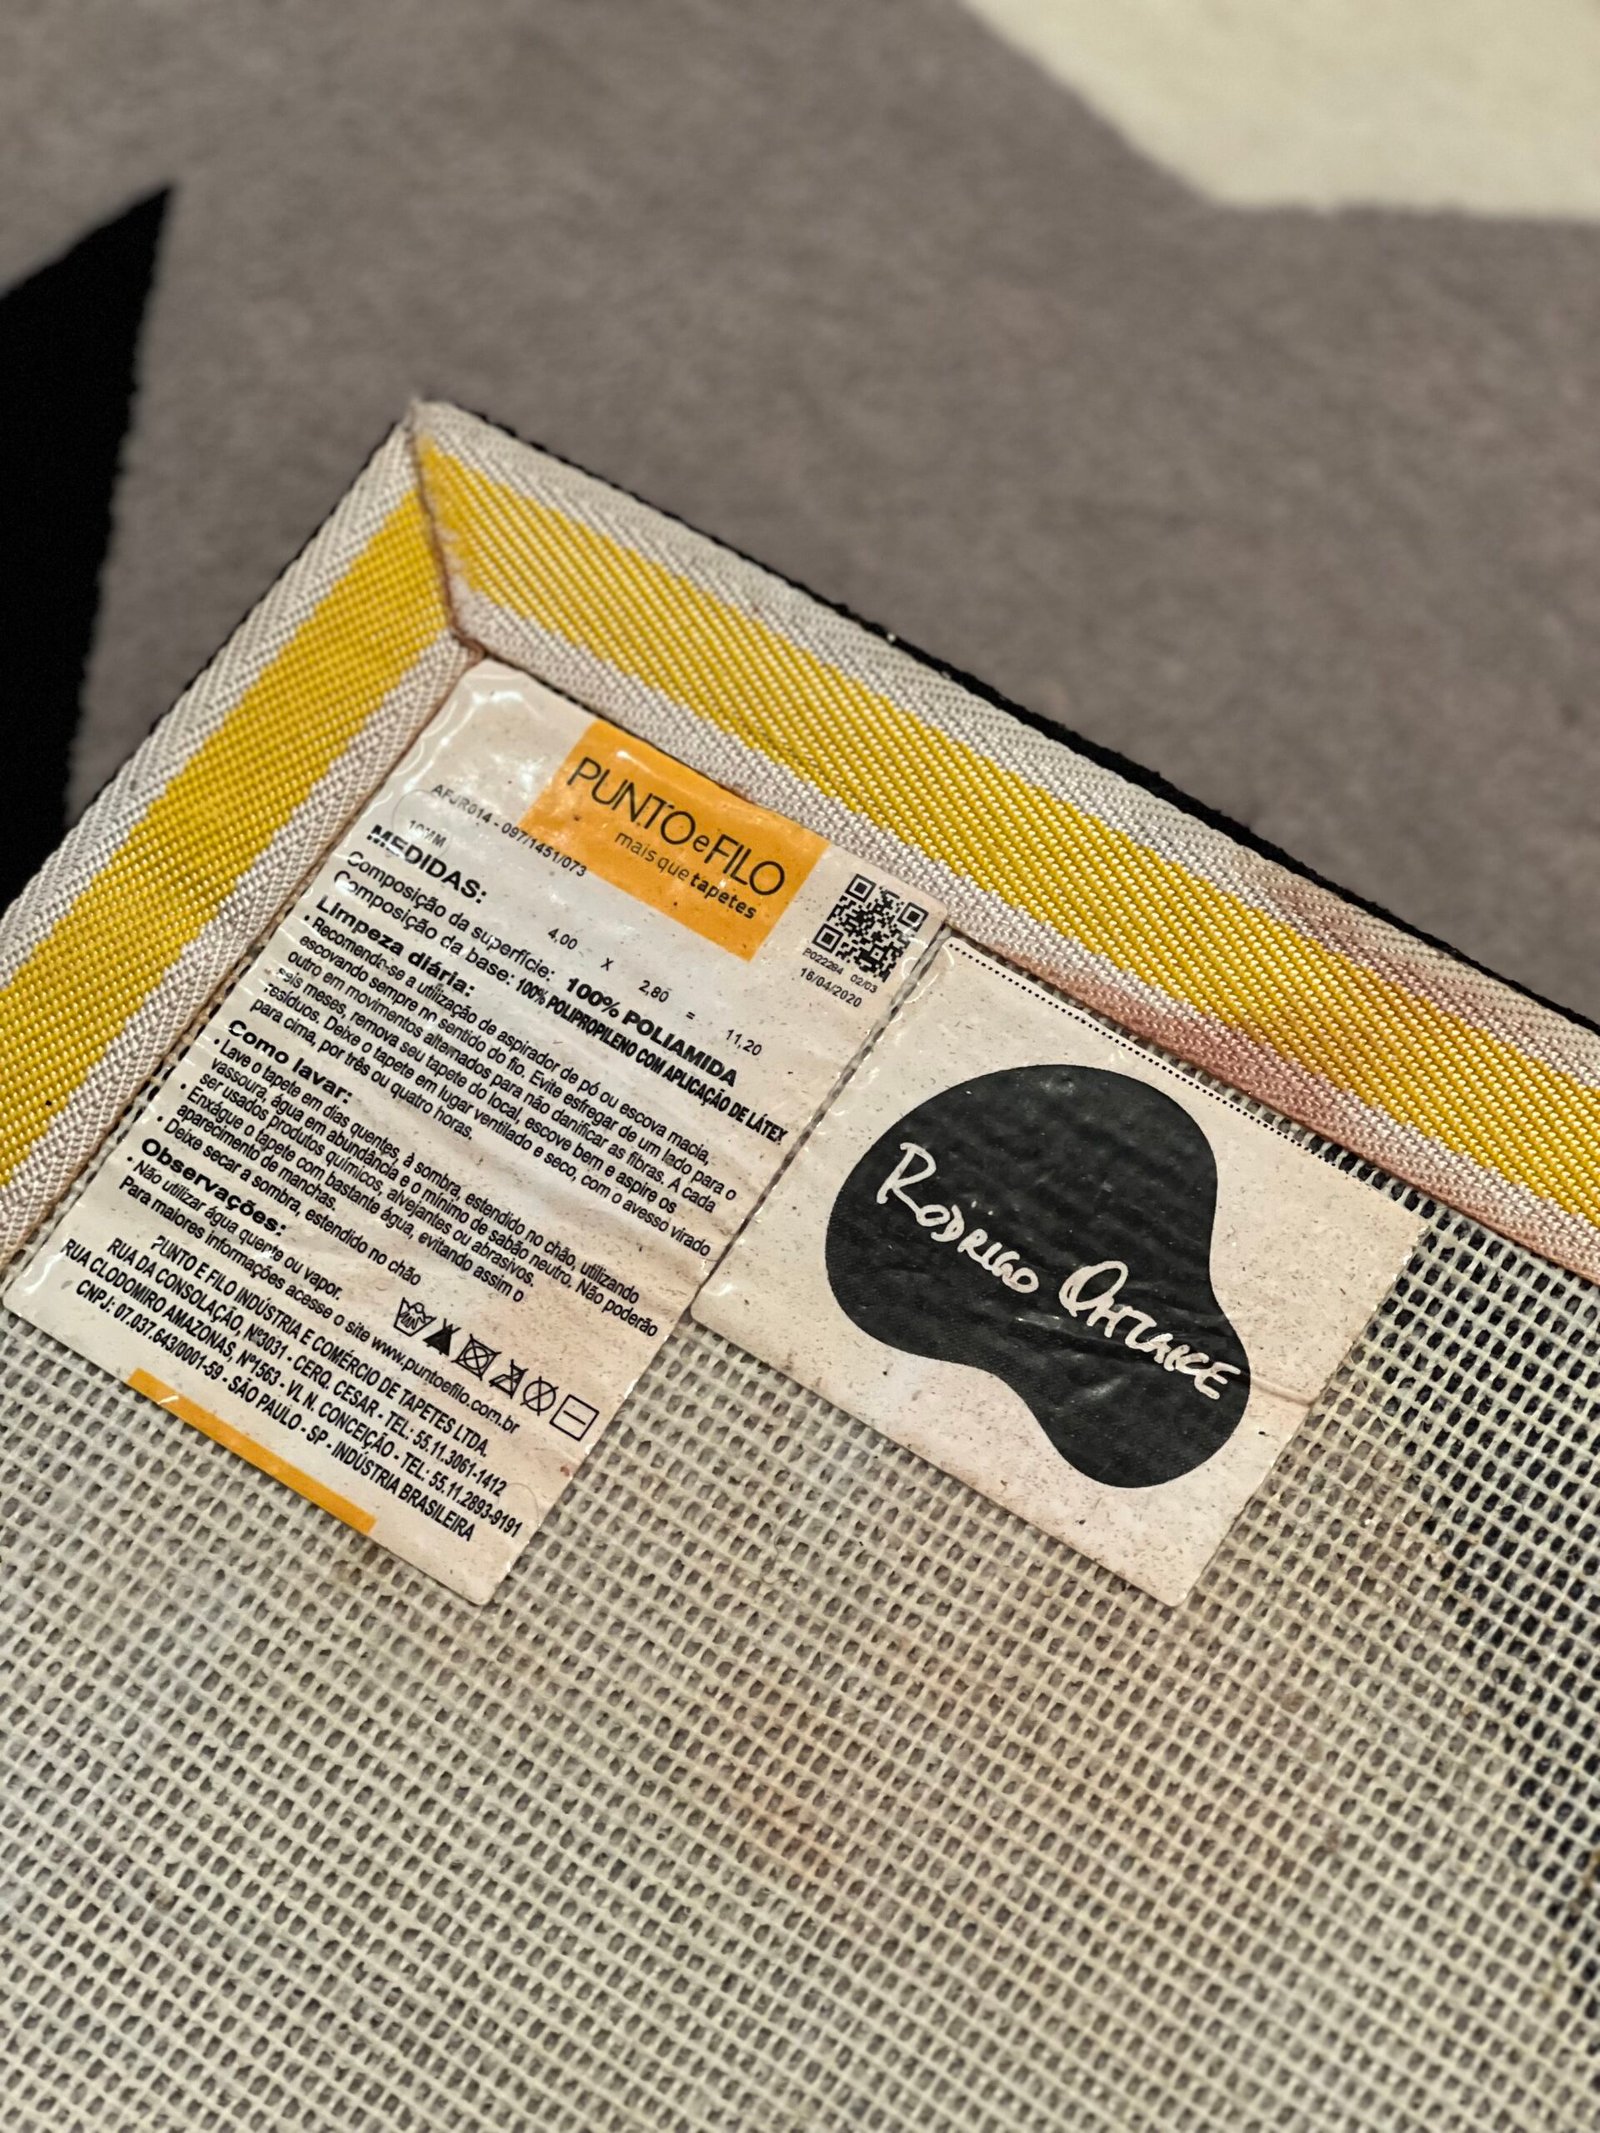 PUNTO e FILO
mais que tapetes
AFJ/R014 - 097/1451/073
10MM
PO22284 02/03
16/04/2020
MEDIDAS:
4,00 x 2,80 = 11,20
Composição da superfície: 100% POLIAMIDA
Composição da base: 100% POLIPROPILENO COM APLICAÇÃO DE LÁTEX
Limpeza diária:
• Recomenda-se a utilização de aspirador de pó ou escova macia,
escovando sempre no sentido do fio. Evite esfregar de um lado para o
outro em movimentos alternados para não danificar as fibras. A cada
seis meses, remova seu tapete do local, escove bem e aspire os
resíduos. Deixe o tapete em lugar ventilado e seco, com o avesso virado
para cima, por três ou quatro horas.
Como lavar:
• Lave o tapete em dias quentes, à sombra, estendido no chão, utilizando
vassoura, água em abundância e o mínimo de sabão neutro. Não poderão
ser usados produtos químicos, alvejantes ou abrasivos.
• Enxágue o tapete com bastante água, evitando assim o
aparecimento de manchas.
• Deixe secar a sombra, estendido no chão
Observações:
• Não utilizar água quente ou vapor.
Para maiores informações acesse o site www.puntoefilo.com.br
PUNTO E FILO INDÚSTRIA E COMÉRCIO DE TAPETES LTDA.
RUA DA CONSOLAÇÃO, Nº3031 - CERQ. CESAR - TEL: 55.11.3061-1412
RUA CLODOMIRO AMAZONAS, Nº1563 - VL N. CONCEIÇÃO - TEL: 55.11.2893-9191
CNPJ: 07.037.643/0001-59 - SÃO PAULO - SP - INDÚSTRIA BRASILEIRA
RODRIGO OHTAKE